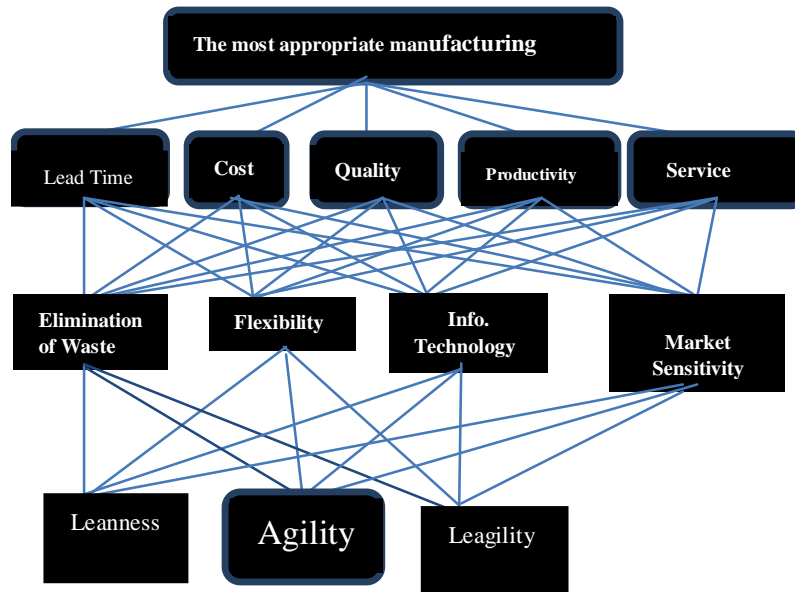 The most appropriate manufacturing
Lead Time
Cost
Quality
Productivity
Service
Elimination
of Waste
Flexibility
Info.
Technology
Market
Sensitivity
Leanness
Agility
Leagility